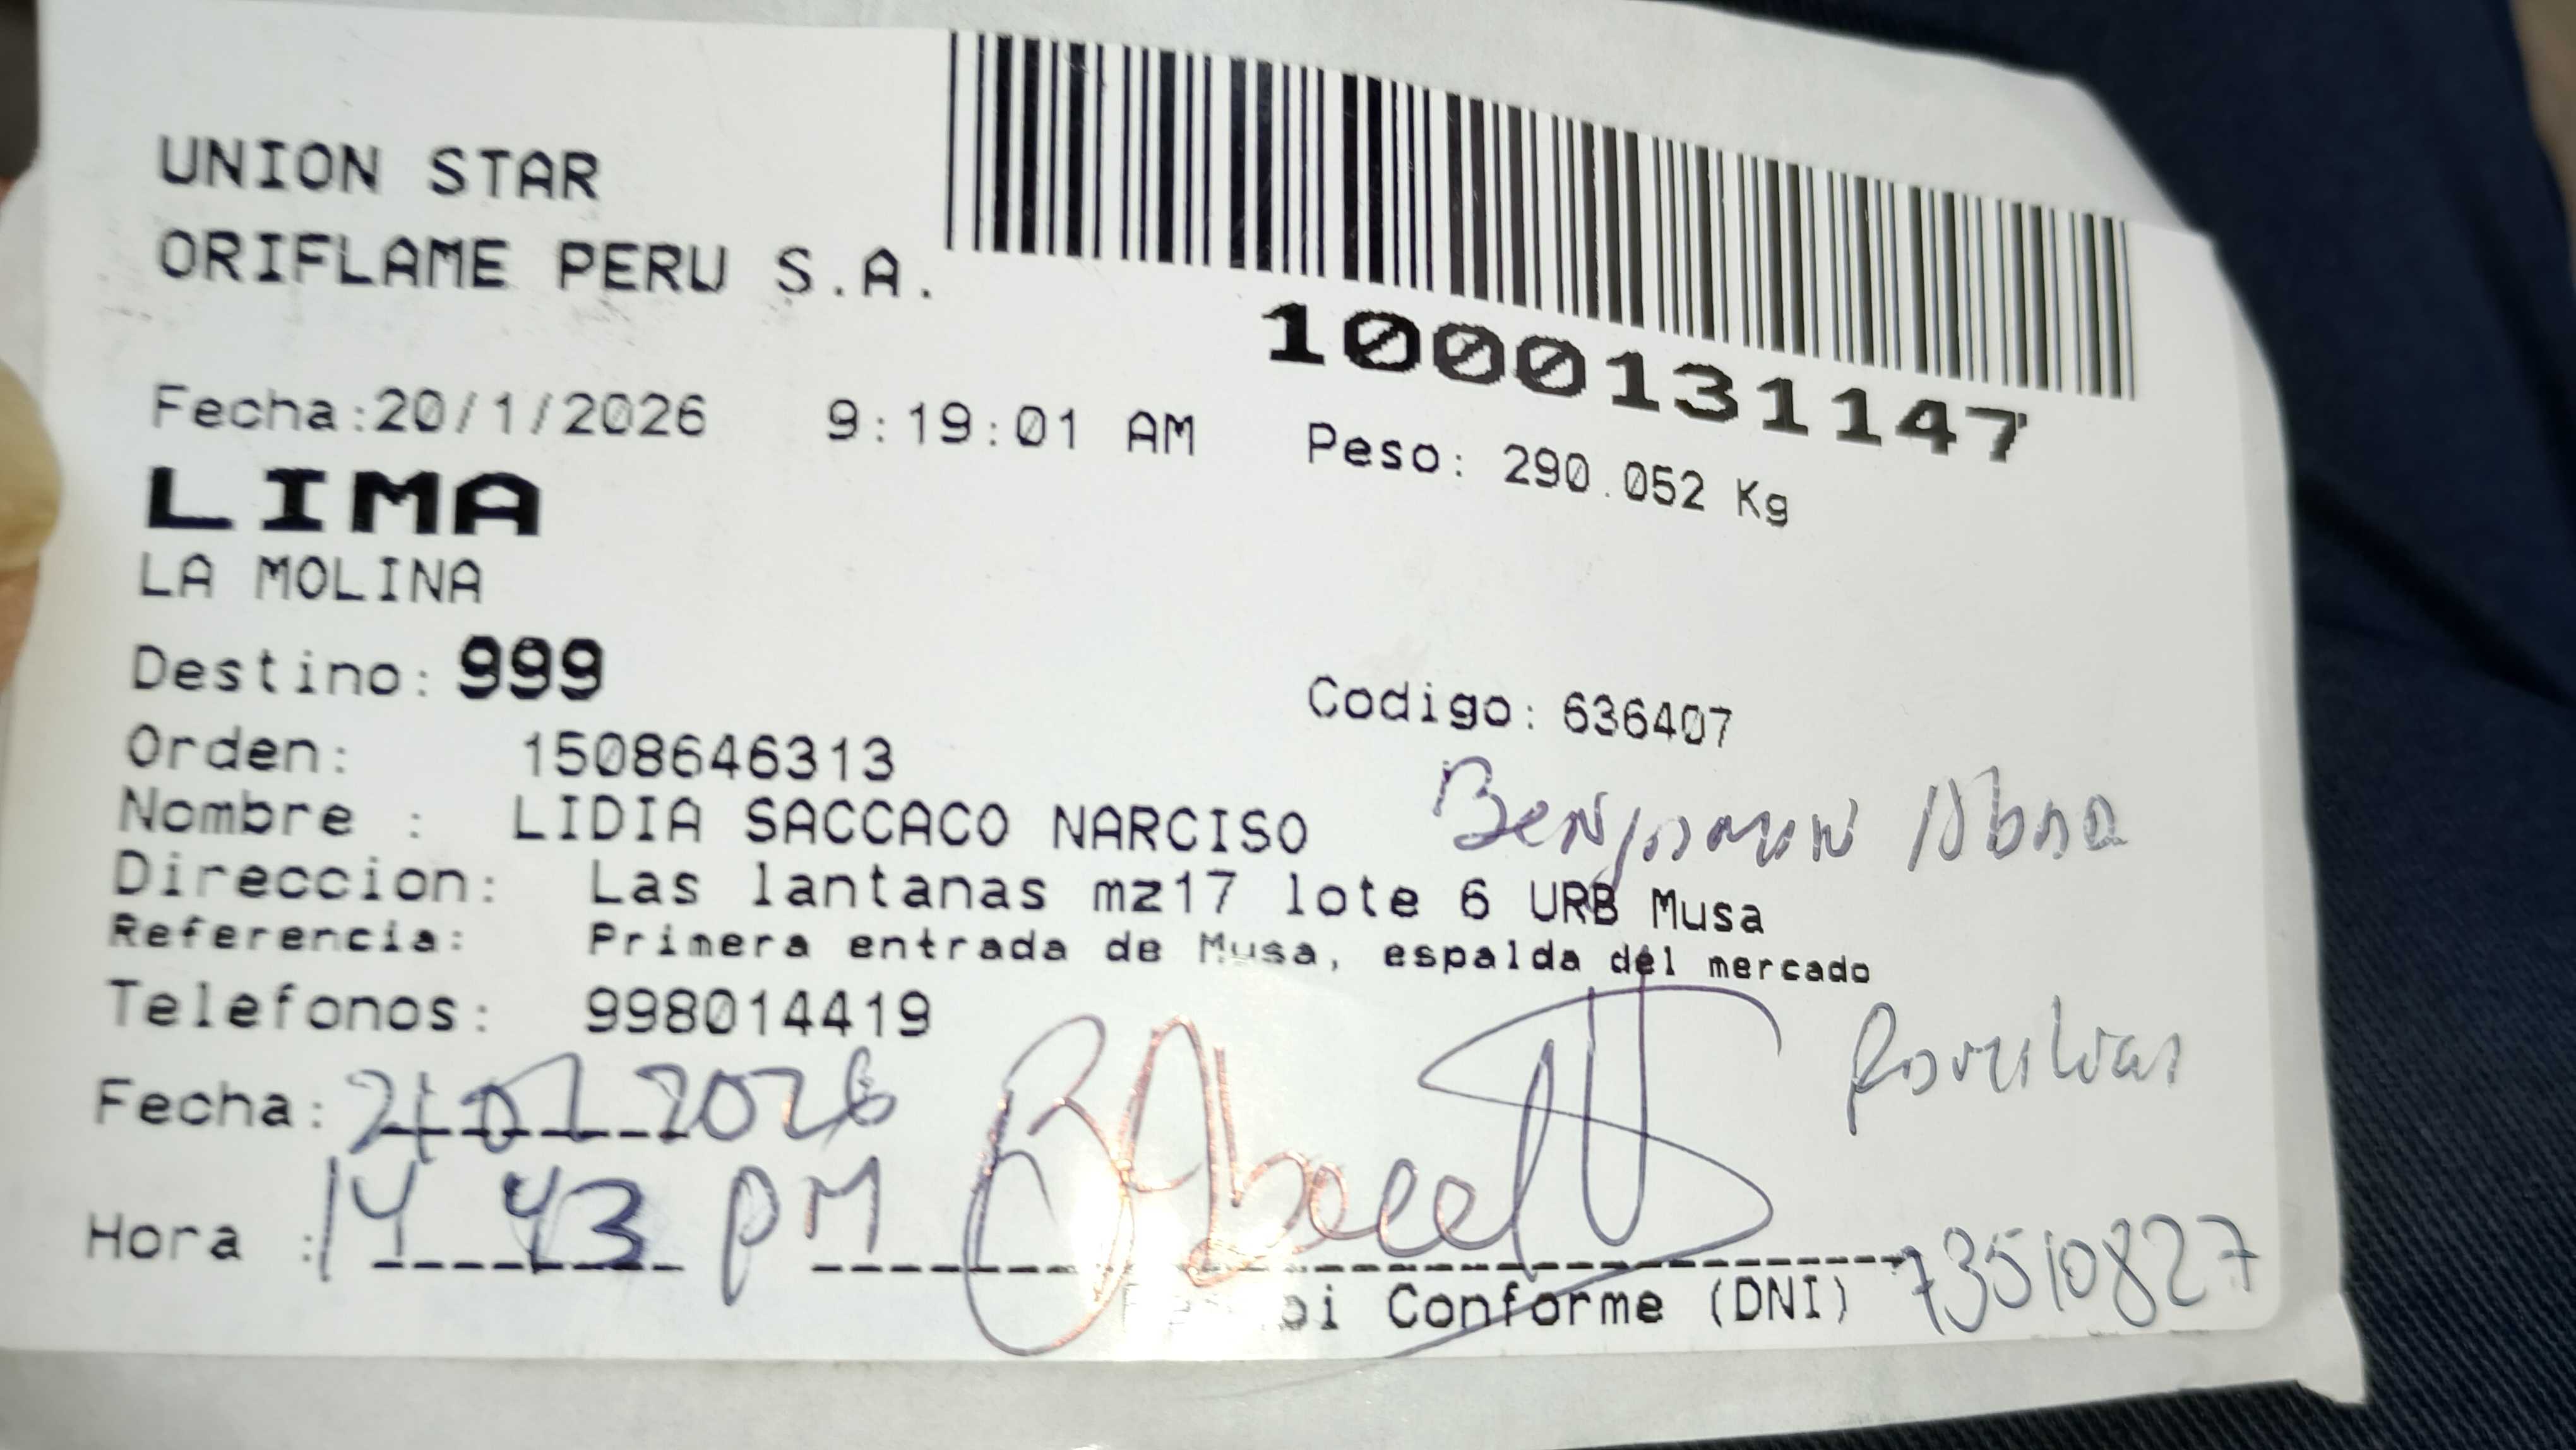 UNION STAR
ORIFLAME PERU S.A.
1000131147
Fecha:20/1/2026 9:19:01 AM Peso: 290.052 Kg
LIMA
LA MOLINA
Destino: 999
Codigo: 636407
Orden: 1508646313
Nombre : LIDIA SACCACO NARCISO
Benjamin
Direccion: Las lantanas mz17 lote 6 URB Musa
Referencia: Primera entrada de Musa, espalda del mercado
Telefonos: 998014419
Fecha: 21 01 2026
Hora : 14 43 PM
Conforme (DNI) 73510827